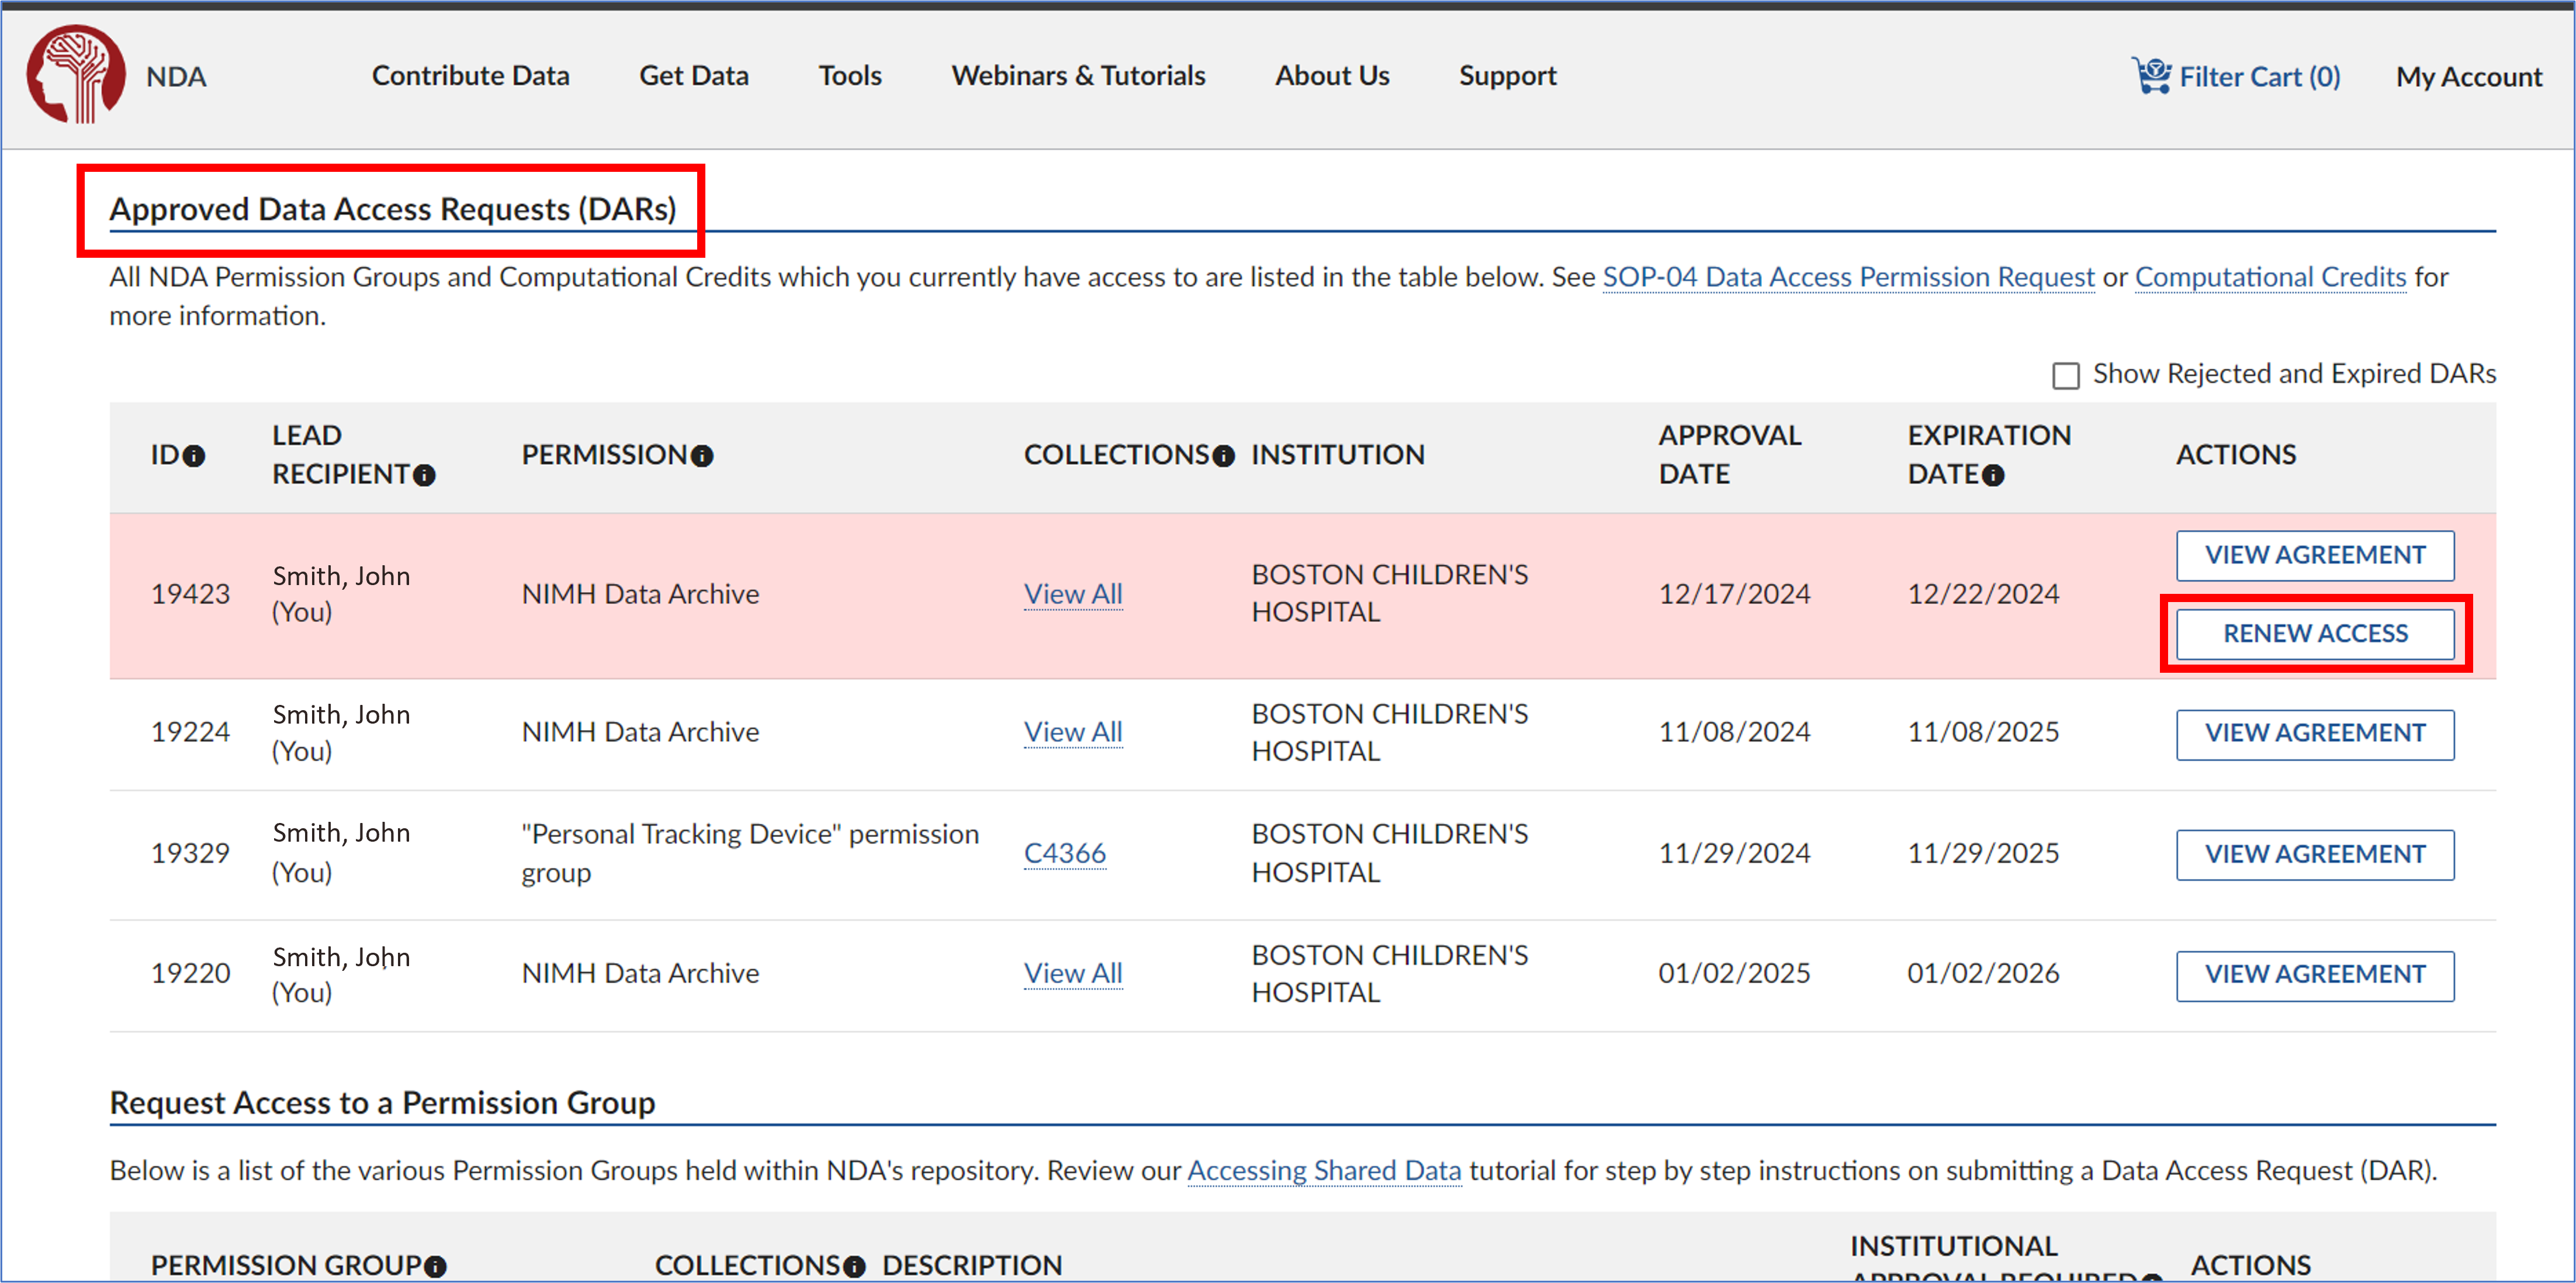 NDA
Contribute Data
Get Data
Tools
Webinars & Tutorials
About Us
Support
Filter Cart (0)
My Account
Approved Data Access Requests (DARs)
All NDA Permission Groups and Computational Credits which you currently have access to are listed in the table below. See SOP-04 Data Access Permission Request or Computational Credits for
more information.
Show Rejected and Expired DARs
ID
LEAD
RECIPIENT
PERMISSION
COLLECTIONS
INSTITUTION
APPROVAL
DATE
EXPIRATION
DATE
ACTIONS
19423
Smith, John
(You)
NIMH Data Archive
View All
BOSTON CHILDREN'S
HOSPITAL
12/17/2024
12/22/2024
VIEW AGREEMENT
RENEW ACCESS
19224
Smith, John
(You)
NIMH Data Archive
View All
BOSTON CHILDREN'S
HOSPITAL
11/08/2024
11/08/2025
VIEW AGREEMENT
19329
Smith, John
(You)
"Personal Tracking Device" permission
group
C4366
BOSTON CHILDREN'S
HOSPITAL
11/29/2024
11/29/2025
VIEW AGREEMENT
19220
Smith, John
(You)
NIMH Data Archive
View All
BOSTON CHILDREN'S
HOSPITAL
01/02/2025
01/02/2026
VIEW AGREEMENT
Request Access to a Permission Group
Below is a list of the various Permission Groups held within NDA's repository. Review our Accessing Shared Data tutorial for step by step instructions on submitting a Data Access Request (DAR).
PERMISSION GROUP
COLLECTIONS
DESCRIPTION
INSTITUTIONAL
APPROVAL REQUIRED
ACTIONS